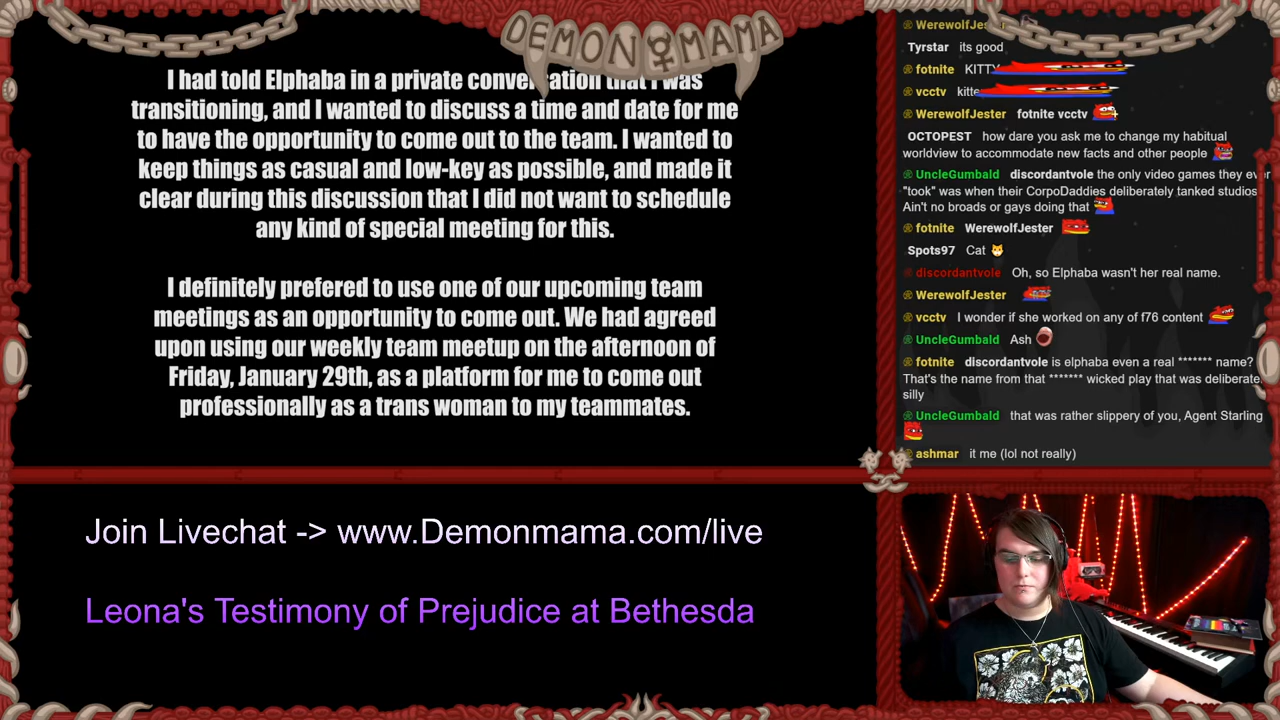 DEMON MAMA
I had told Elphaba in a private conversation that I was
transitioning, and I wanted to discuss a time and date for me
to have the opportunity to come out to the team. I wanted to
keep things as casual and low-key as possible, and made it
clear during this discussion that I did not want to schedule
any kind of special meeting for this.
I definitely prefered to use one of our upcoming team
meetings as an opportunity to come out. We had agreed
upon using our weekly team meetup on the afternoon of
Friday, January 29th, as a platform for me to come out
professionally as a trans woman to my teammates.
Join Livechat -> www.Demonmama.com/live
Leona's Testimony of Prejudice at Bethesda
WerewolfJes
Tyrstar its good
fotnite KITTY
vcctv kitte
WerewolfJester fotnite vcctv
OCTOPEST how dare you ask me to change my habitual
worldview to accommodate new facts and other people
UncleGumbald discordantvole the only video games they ever
"took" was when their CorpoDaddies deliberately tanked studios
Ain't no broads or gays doing that
fotnite WerewolfJester
Spots97 Cat
discordantvole Oh, so Elphaba wasn't her real name.
WerewolfJester
vcctv I wonder if she worked on any of f76 content
UncleGumbald Ash
fotnite discordantvole is elphaba even a real ******* name?
That's the name from that ******* wicked play that was deliberate.
silly
UncleGumbald that was rather slippery of you, Agent Starling
ashmar it me (lol not really)